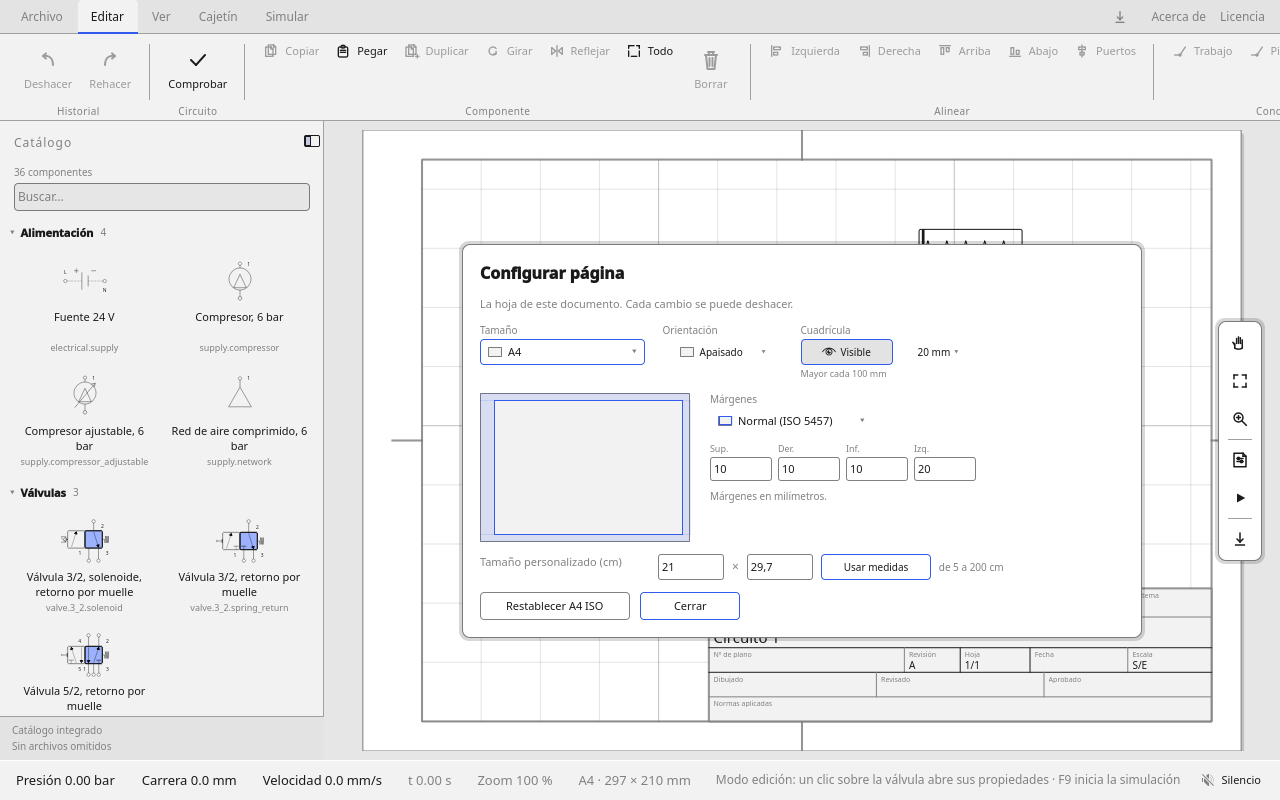 Archivo Editar Ver Cajetín Simular Acerca de Licencia
Copiar Pegar Duplicar Girar Reflejar Todo Izquierda Derecha Arriba Abajo Puertos Trabajo
Deshacer Rehacer Comprobar Borrar
Historial Circuito Componente Alinear
Catálogo
36 componentes
Buscar...
Alimentación 4
Fuente 24 V Compresor, 6 bar
electrical.supply supply.compressor
Compresor ajustable, 6 bar
supply.compressor_adjustable
Red de aire comprimido, 6 bar
supply.network
Válvulas 3
Válvula 3/2, solenoide, retorno por muelle
valve.3_2.solenoid
Válvula 3/2, retorno por muelle
valve.3_2.spring_return
Válvula 5/2, retorno por muelle
Catálogo integrado
Sin archivos omitidos
Configurar página
La hoja de este documento. Cada cambio se puede deshacer.
Tamaño Orientación Cuadrícula
A4 Apaisado Visible 20 mm
Mayor cada 100 mm
Márgenes
Normal (ISO 5457)
Sup. Der. Inf. Izq.
10 10 10 20
Márgenes en milímetros.
Tamaño personalizado (cm) 21 × 29,7 Usar medidas de 5 a 200 cm
Restablecer A4 ISO Cerrar
Circuito 1
Nº de plano Revisión Hoja Fecha Escala
A 1/1 S/E
Dibujado Revisado Aprobado
Normas aplicadas
Presión 0.00 bar Carrera 0.0 mm Velocidad 0.0 mm/s t 0.00 s Zoom 100 % A4 · 297 × 210 mm Modo edición: un clic sobre la válvula abre sus propiedades · F9 inicia la simulación Silencio